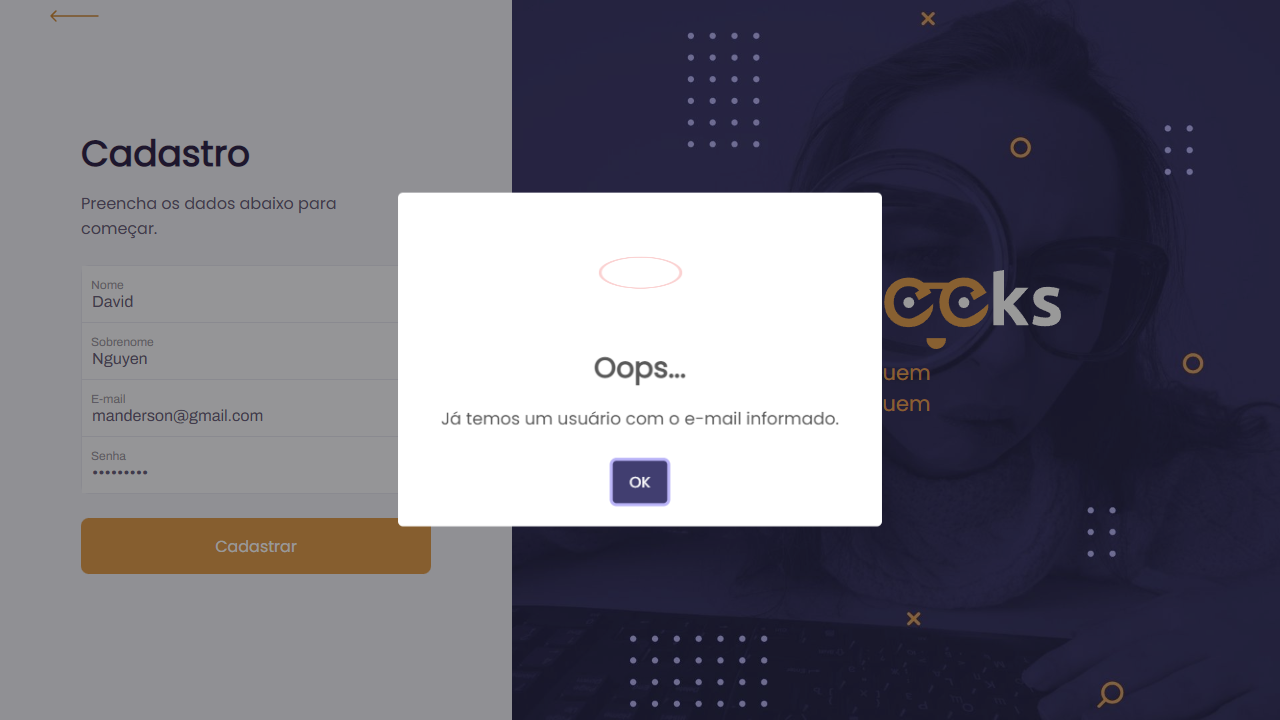 Cadastro
Preencha os dados abaixo para
começar.
Nome
David
Sobrenome
Nguyen
E-mail
manderson@gmail.com
Senha
Cadastrar
Oops...
Já temos um usuário com o e-mail informado.
OK
ooks
uem
uem